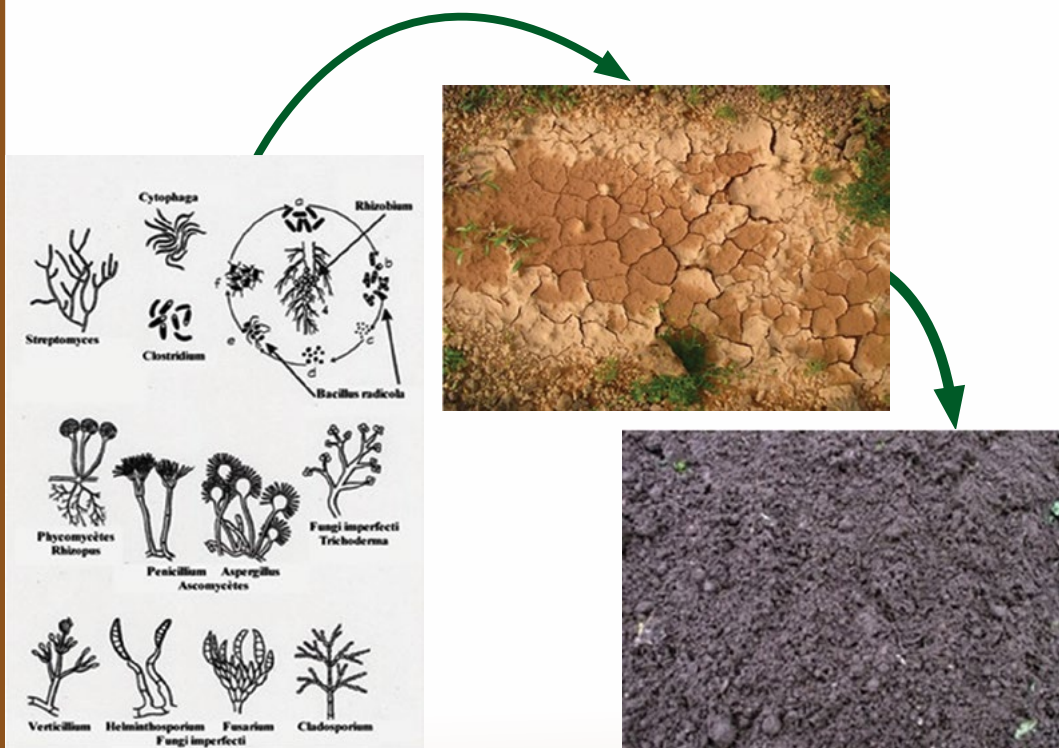 Cytophaga
Rhizobium
a
b
c
d
e
f
Streptomyces
Clostridium
Bacillus radicola
Phycomycètes
Rhizopus
Penicillium Aspergillus
Ascomycètes
Fungi imperfecti
Trichoderma
Verticillium Helminthosporium Fusarium Cladosporium
Fungi imperfecti